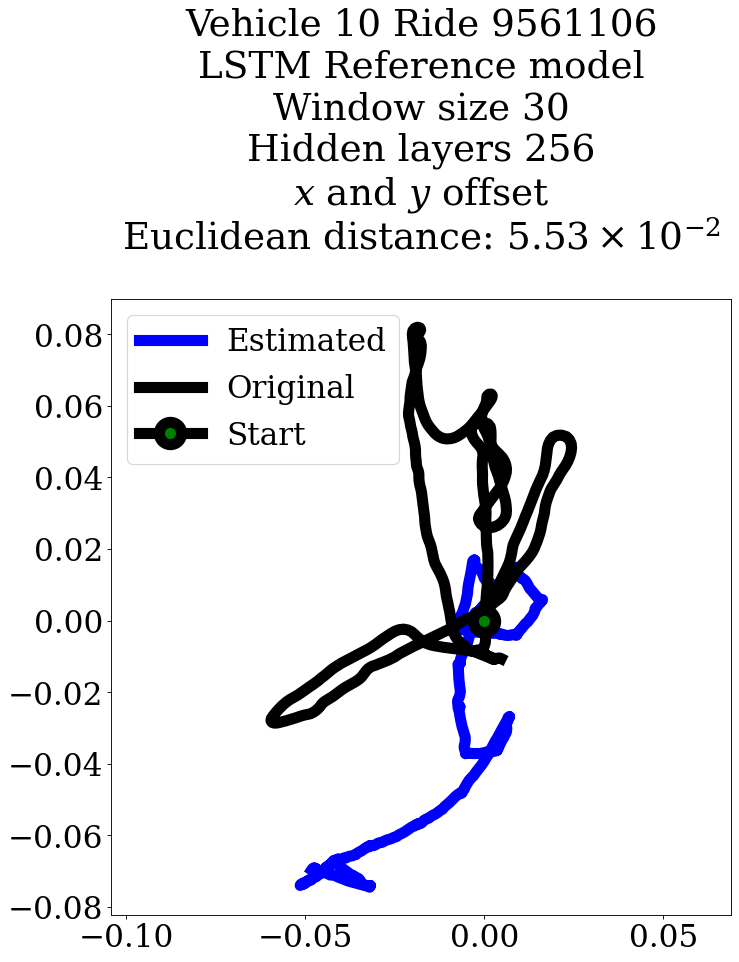 Vehicle 10 Ride 9561106
LSTM Reference model
Window size 30
Hidden layers 256
x and y offset
Euclidean distance: 5.53 × 10⁻²
Estimated
Original
Start
0.08
0.06
0.04
0.02
0.00
−0.02
−0.04
−0.06
−0.08
−0.10 −0.05 0.00 0.05